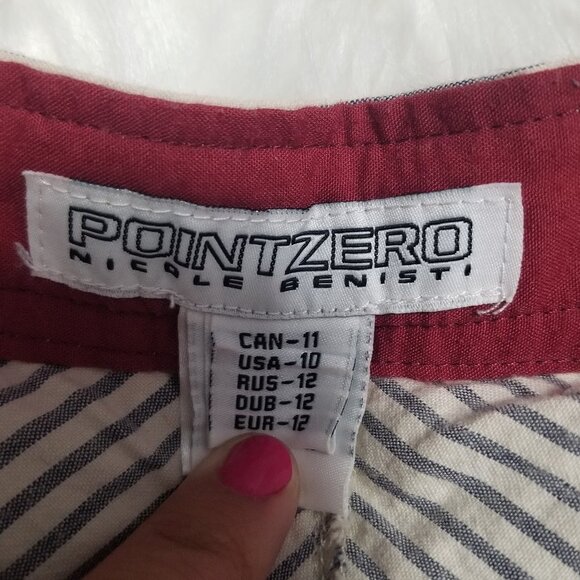 POINTZERO
NICOLE BENISTI
CAN-11
USA-10
RUS-12
DUB-12
EUR-12